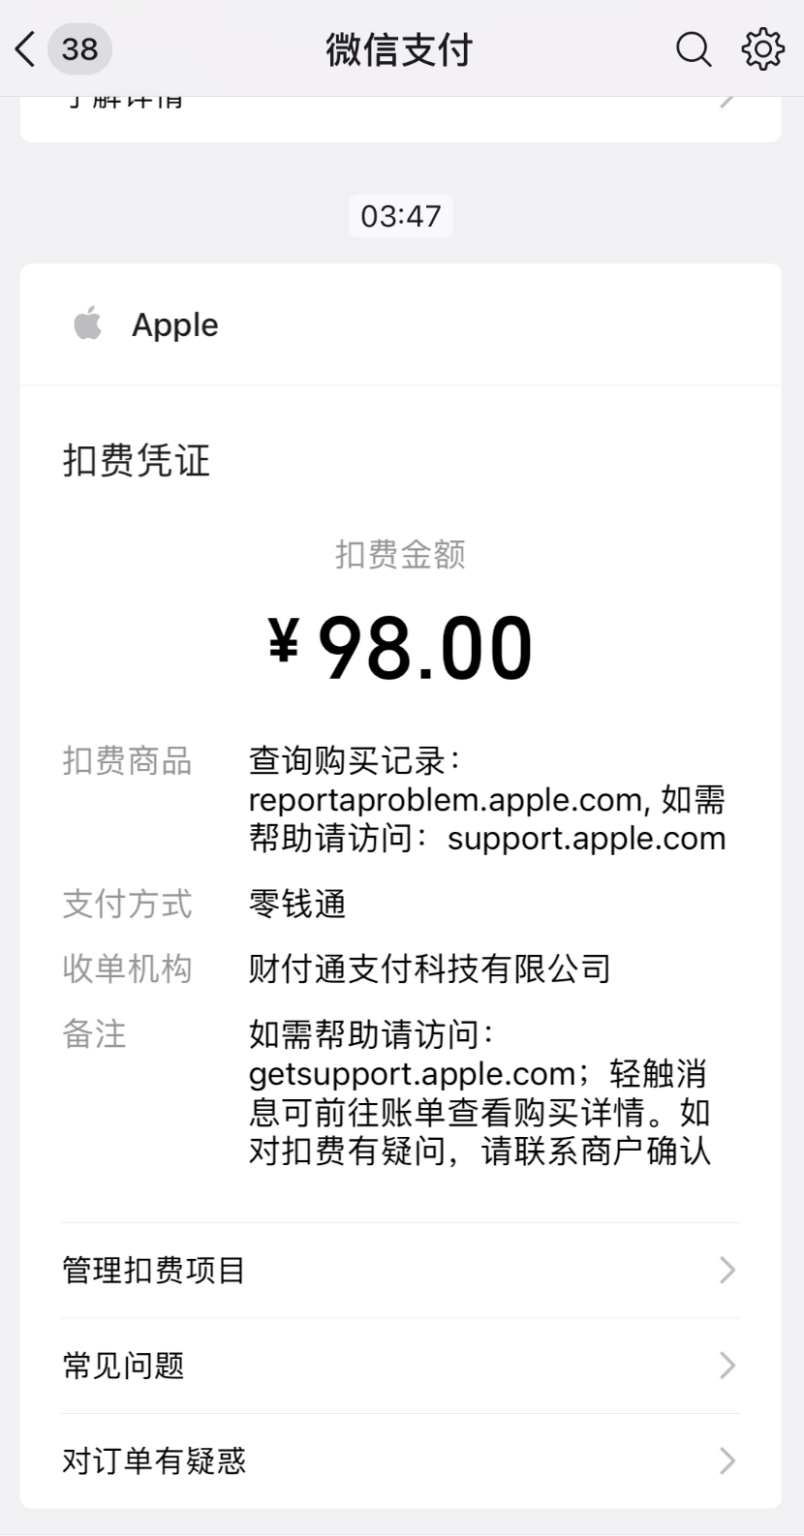 38
微信支付
了解详情
03:47
Apple
扣费凭证
扣费金额
¥98.00
扣费商品
查询购买记录：
reportaproblem.apple.com, 如需
帮助请访问：support.apple.com
支付方式
零钱通
收单机构
财付通支付科技有限公司
备注
如需帮助请访问：
getsupport.apple.com；轻触消
息可前往账单查看购买详情。如
对扣费有疑问，请联系商户确认
管理扣费项目
常见问题
对订单有疑惑